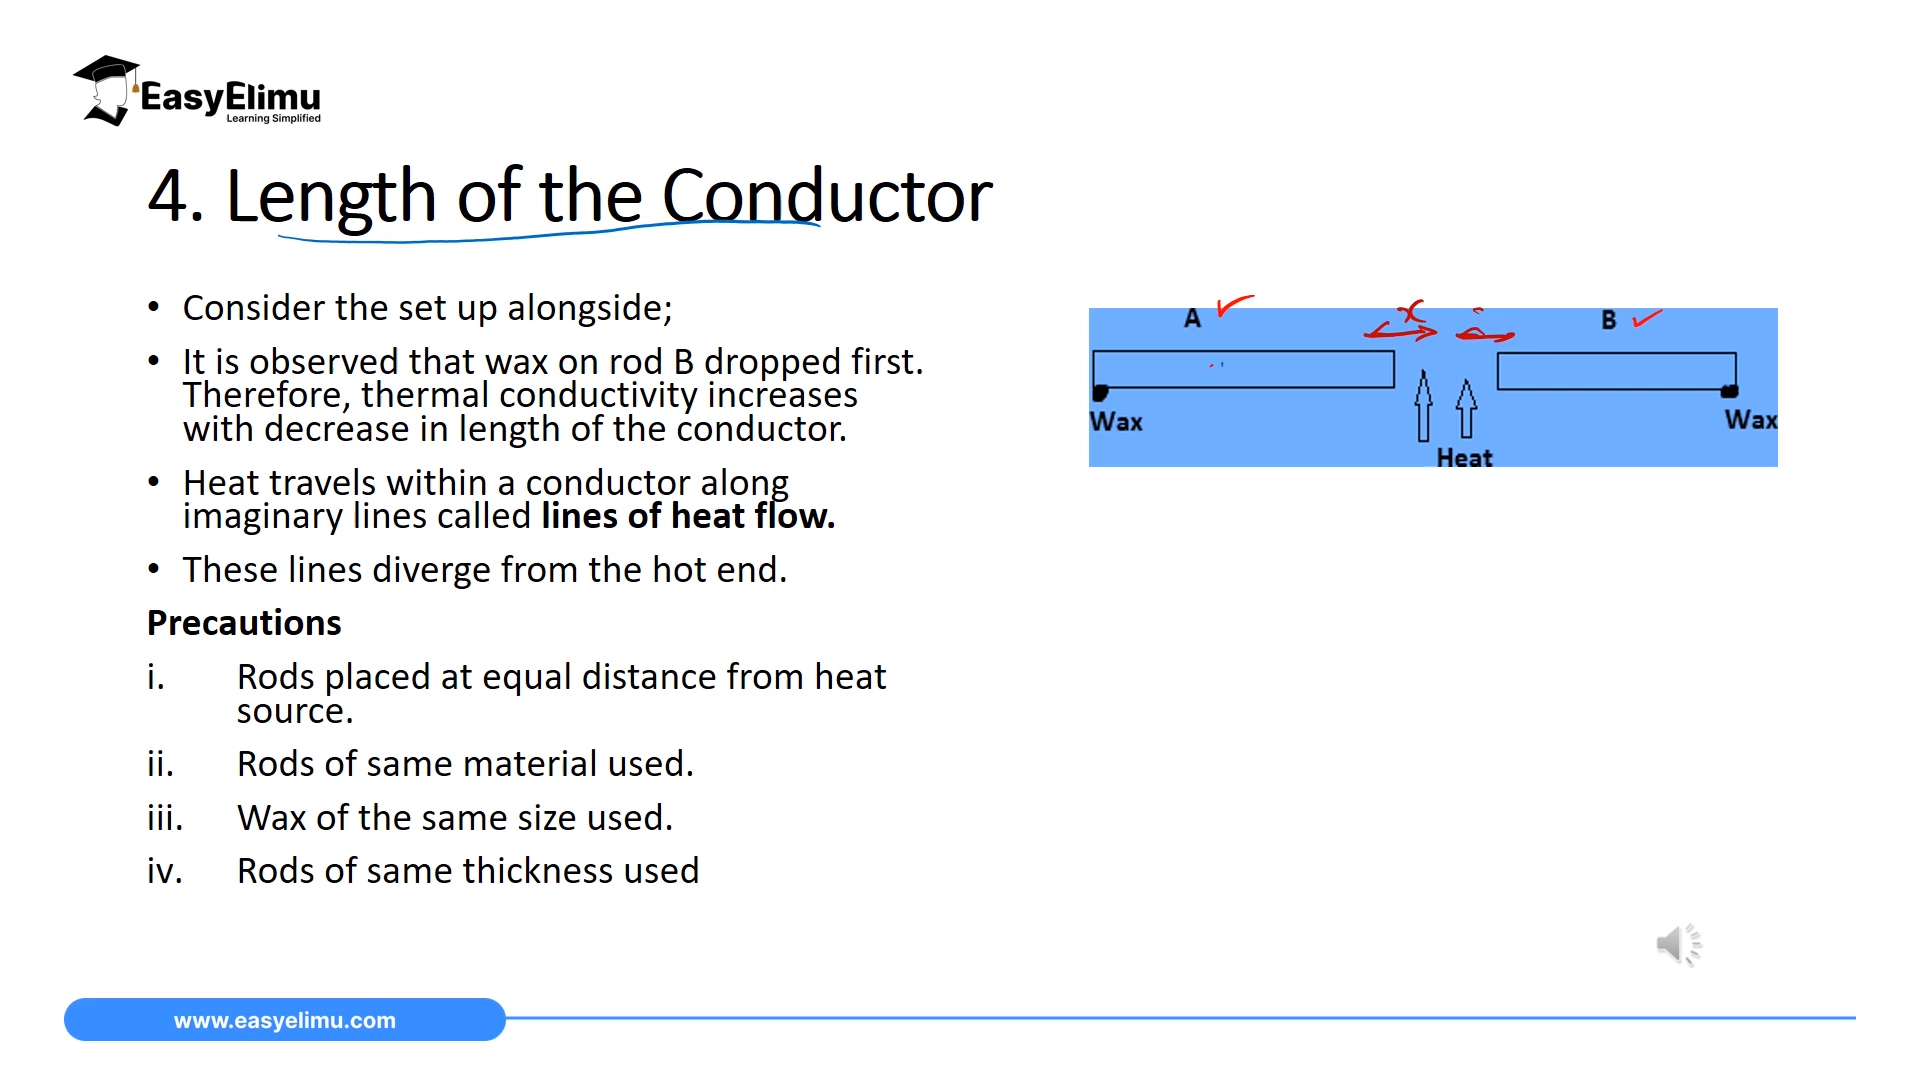 EasyElimu
Learning Simplified
4. Length of the Conductor
• Consider the set up alongside;
• It is observed that wax on rod B dropped first.
Therefore, thermal conductivity increases
with decrease in length of the conductor.
• Heat travels within a conductor along
imaginary lines called lines of heat flow.
• These lines diverge from the hot end.
Precautions
i. Rods placed at equal distance from heat
source.
ii. Rods of same material used.
iii. Wax of the same size used.
iv. Rods of same thickness used
A
x
B
Wax
Wax
Heat
www.easyelimu.com